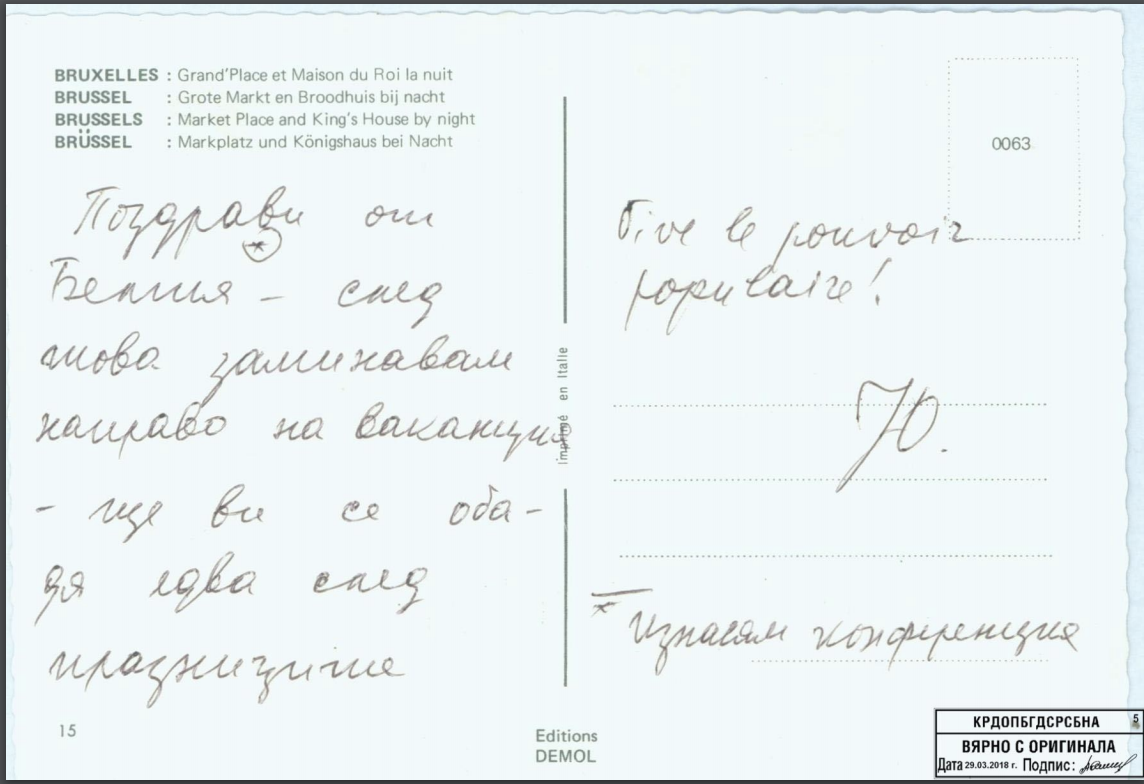 BRUXELLES : Grand'Place et Maison du Roi la nuit
BRUSSEL : Grote Markt en Broodhuis bij nacht
BRUSSELS : Market Place and King's House by night
BRÜSSEL : Markplatz und Königshaus bei Nacht
Поздрави от
*
Белгия – след
това заминавам
направо на ваканция
- ще ви се оба-
дя едва след
празниците
15
Imprimé en Italie
Editions
DEMOL
0063
Vive le pouvoir
populaire!
Ю.
* Изнасям конференция
КРДОПБГДСРСБНА 5
ВЯРНО С ОРИГИНАЛА
Дата 29.03.2018 г. Подпис: